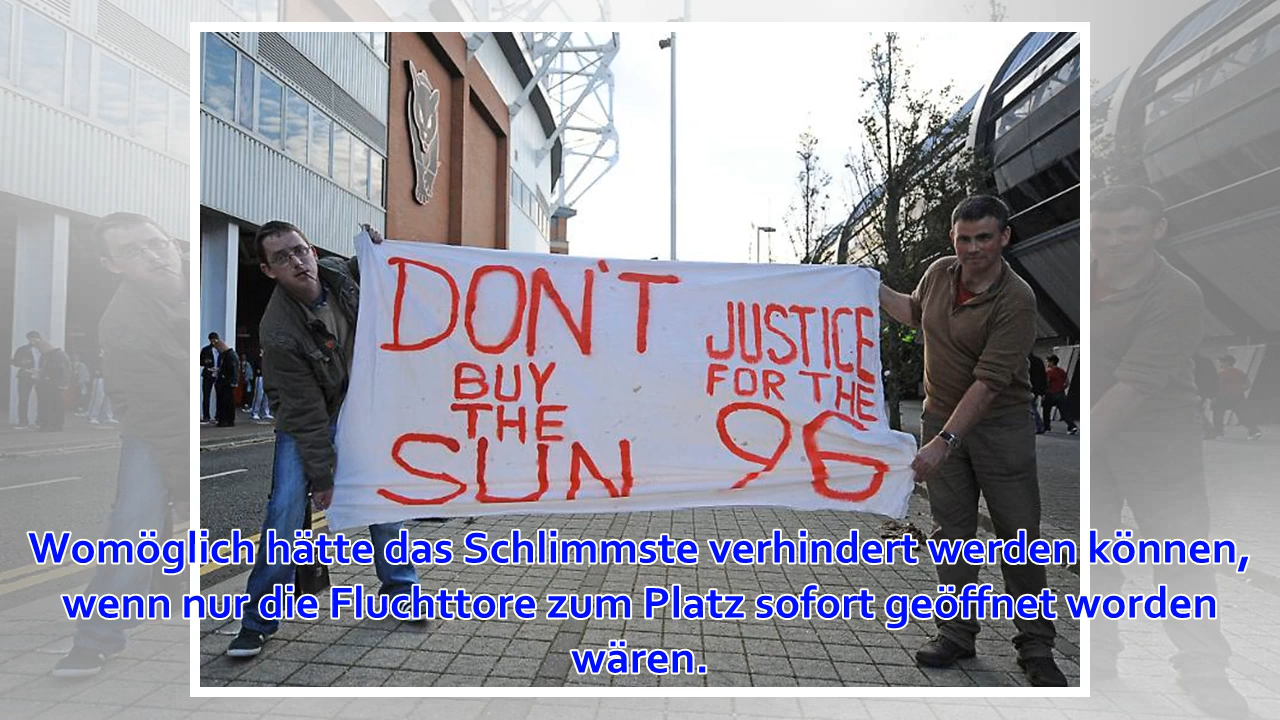 DON'T
BUY
THE
SUN
JUSTICE
FOR THE
96
Womöglich hätte das Schlimmste verhindert werden können,
wenn nur die Fluchttore zum Platz sofort geöffnet worden
wären.